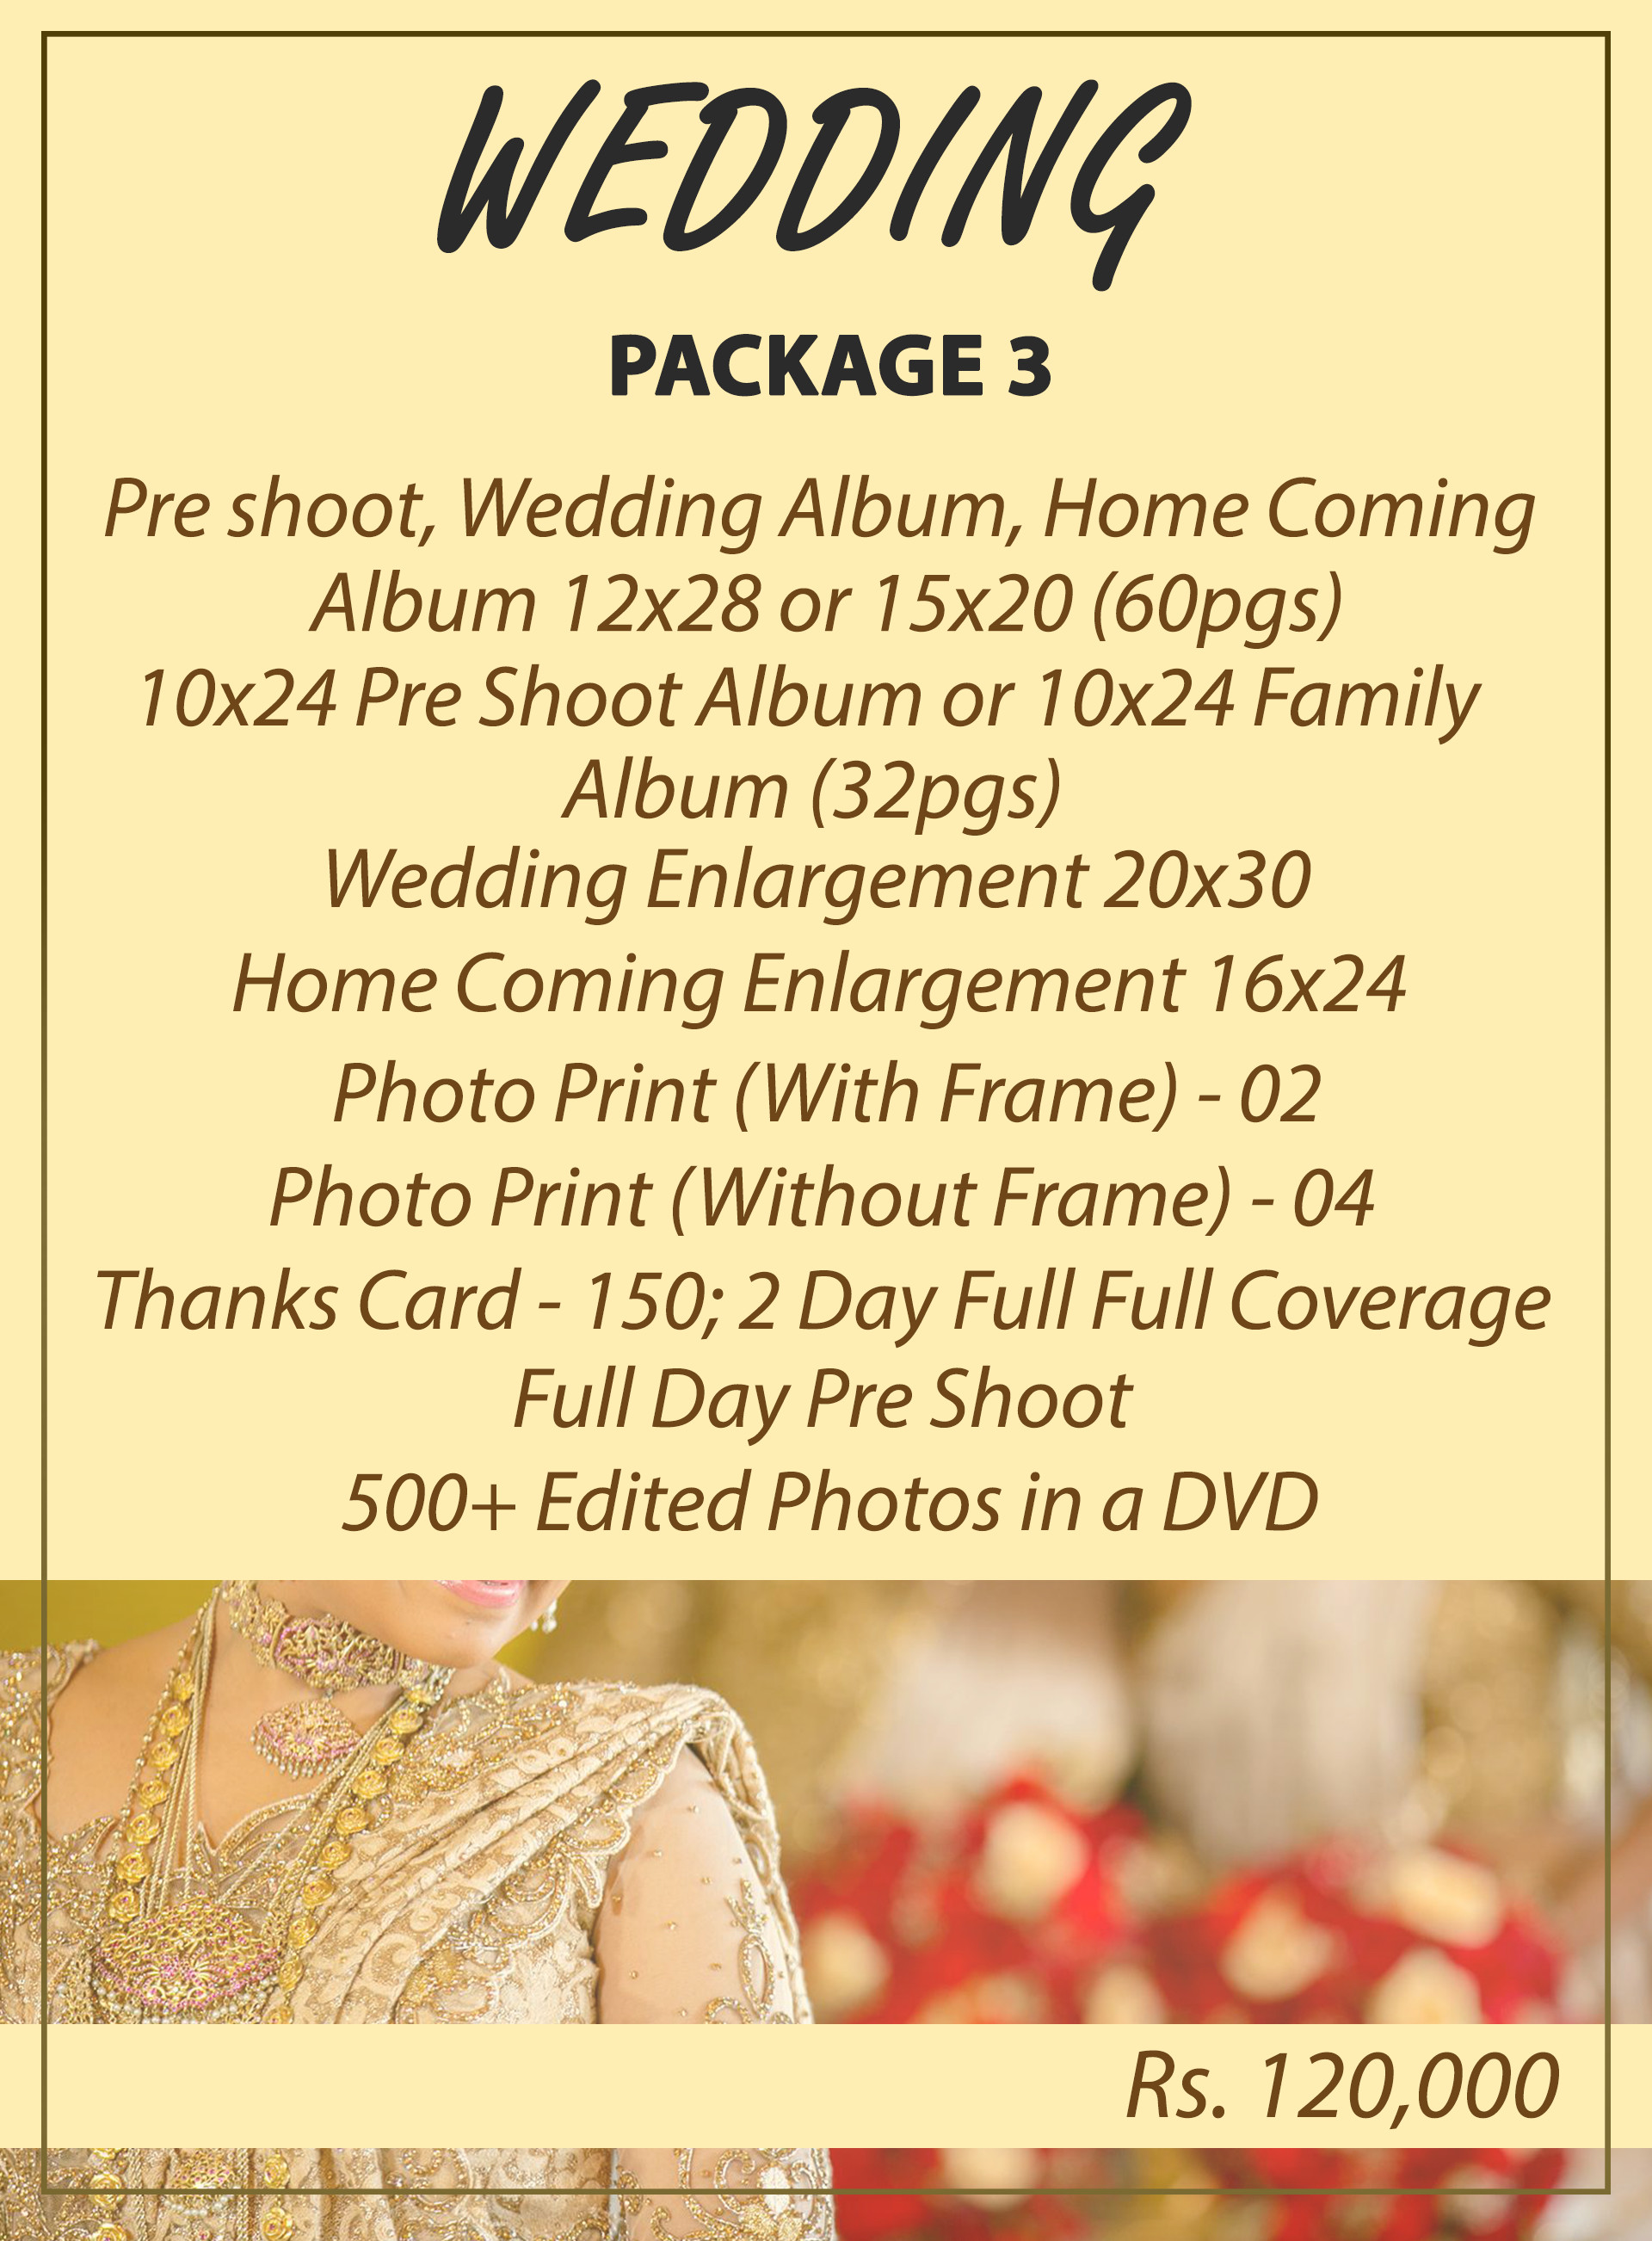 WEDDING
PACKAGE 3
Pre shoot, Wedding Album, Home Coming
Album 12x28 or 15x20 (60pgs)
10x24 Pre Shoot Album or 10x24 Family
Album (32pgs)
Wedding Enlargement 20x30
Home Coming Enlargement 16x24
Photo Print (With Frame) - 02
Photo Print (Without Frame) - 04
Thanks Card - 150; 2 Day Full Full Coverage
Full Day Pre Shoot
500+ Edited Photos in a DVD
Rs. 120,000